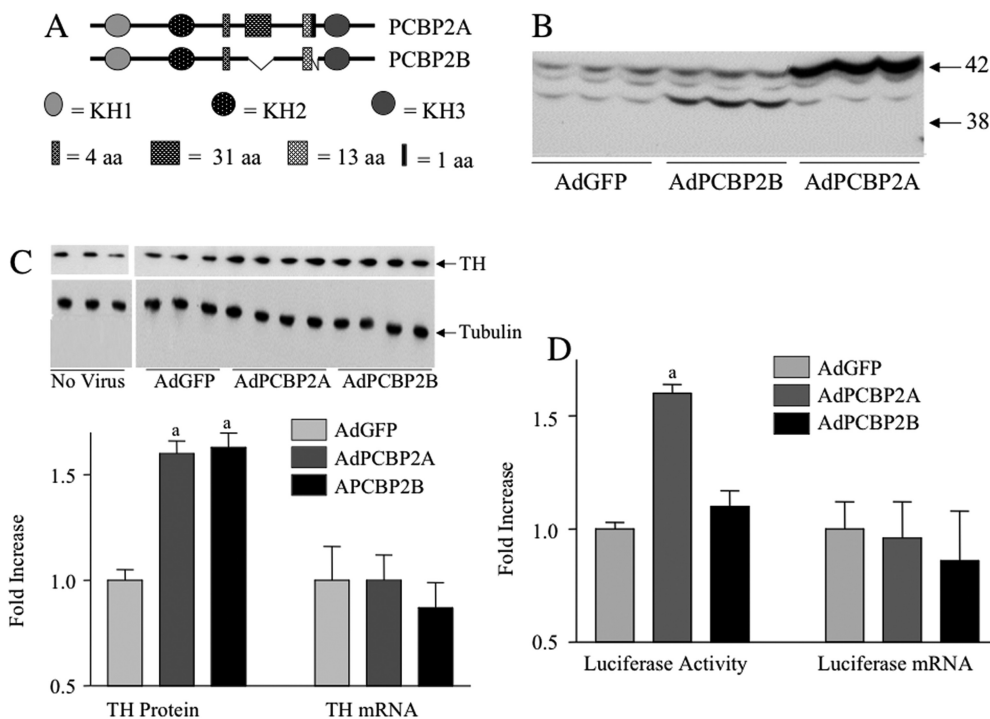 A
PCBP2A
PCBP2B
= KH1
= KH2
= KH3
= 4 aa
= 31 aa
= 13 aa
= 1 aa
B
42
38
AdGFP
AdPCBP2B
AdPCBP2A
C
TH
Tubulin
No Virus
AdGFP
AdPCBP2A
AdPCBP2B
a
a
AdGFP
AdPCBP2A
APCBP2B
1.5
1.0
0.5
Fold Increase
TH Protein
TH mRNA
D
a
AdGFP
AdPCBP2A
AdPCBP2B
1.5
1.0
0.5
Fold Increase
Luciferase Activity
Luciferase mRNA